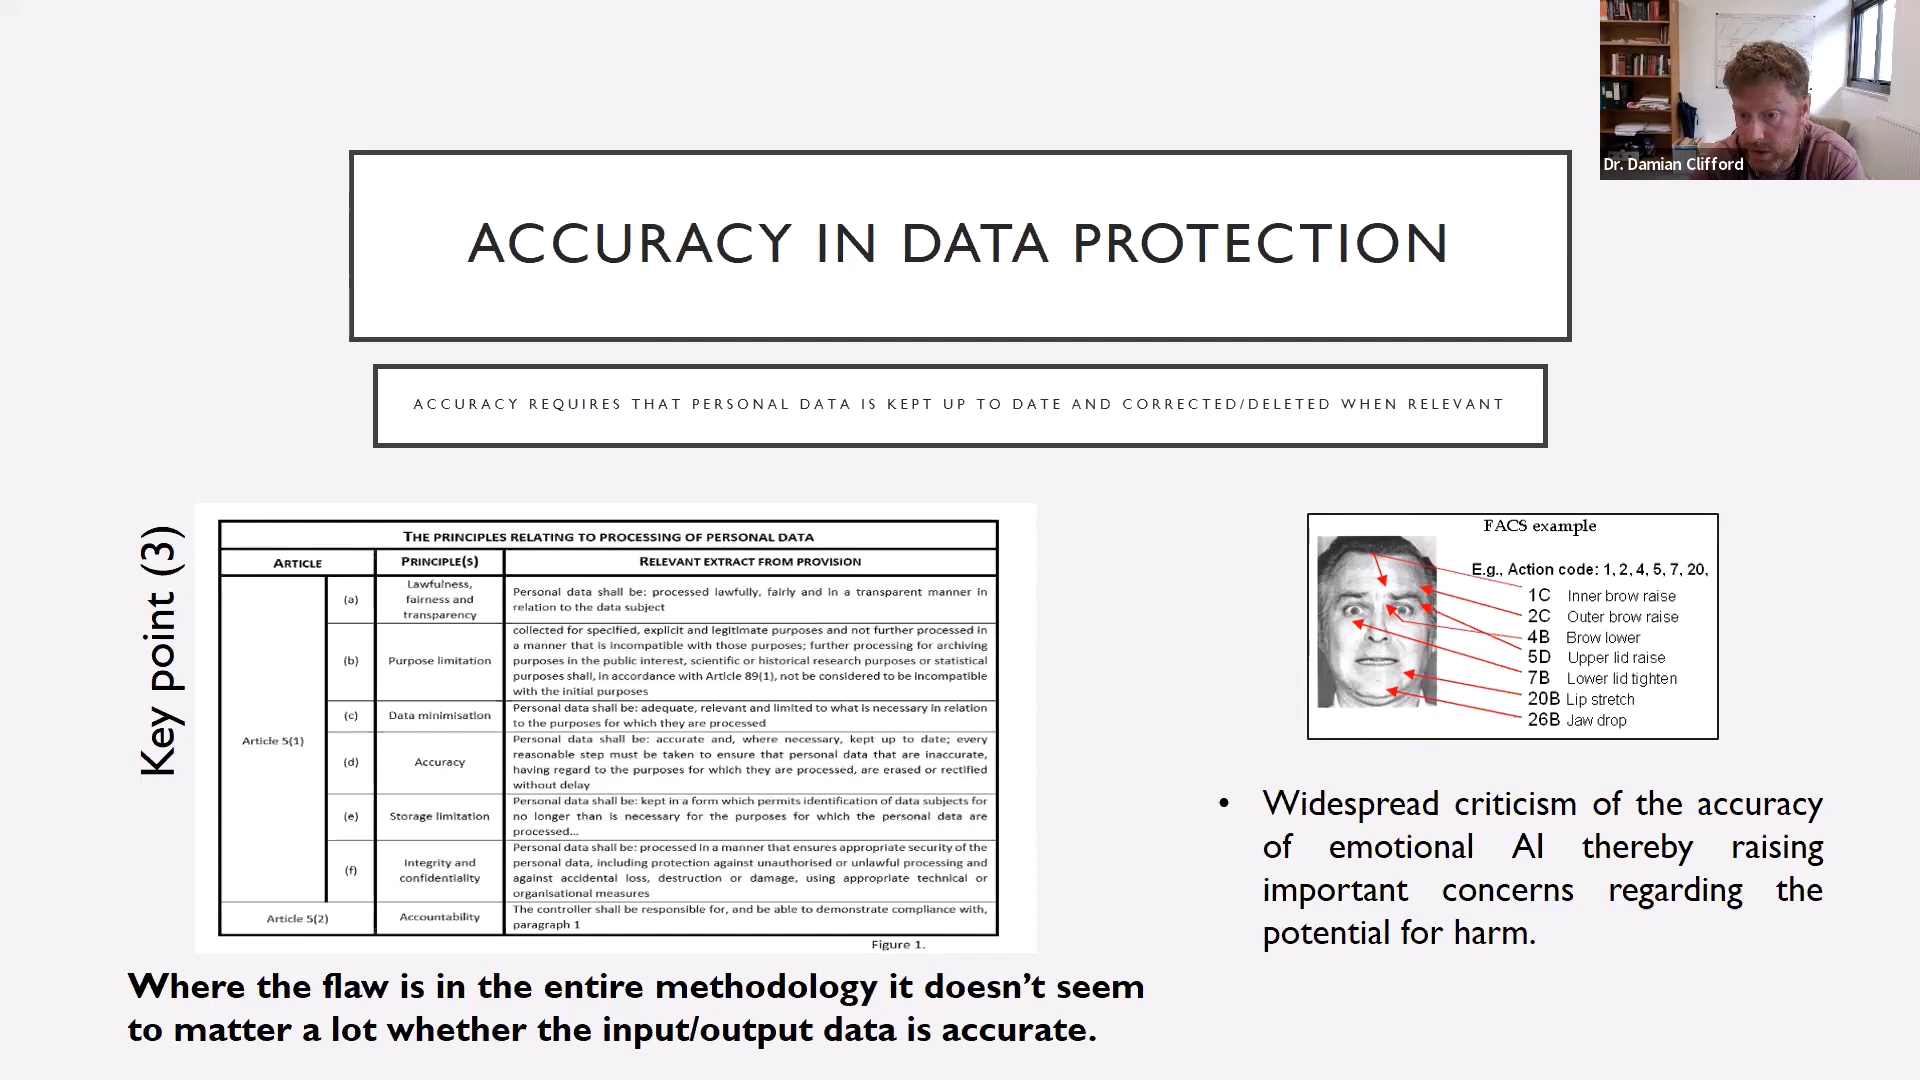 Dr. Damian Clifford
ACCURACY IN DATA PROTECTION
ACCURACY REQUIRES THAT PERSONAL DATA IS KEPT UP TO DATE AND CORRECTED/DELETED WHEN RELEVANT
Key point (3)
THE PRINCIPLES RELATING TO PROCESSING OF PERSONAL DATA
ARTICLE PRINCIPLE(S) RELEVANT EXTRACT FROM PROVISION
Article 5(1)
(a)
Lawfulness,
fairness and
transparency
Personal data shall be: processed lawfully, fairly and in a transparent manner in
relation to the data subject
(b)
Purpose limitation
collected for specified, explicit and legitimate purposes and not further processed in
a manner that is incompatible with those purposes; further processing for archiving
purposes in the public interest, scientific or historical research purposes or statistical
purposes shall, in accordance with Article 89(1), not be considered to be incompatible
with the initial purposes
(c)
Data minimisation
Personal data shall be: adequate, relevant and limited to what is necessary in relation
to the purposes for which they are processed
(d)
Accuracy
Personal data shall be: accurate and, where necessary, kept up to date; every
reasonable step must be taken to ensure that personal data that are inaccurate,
having regard to the purposes for which they are processed, are erased or rectified
without delay
(e)
Storage limitation
Personal data shall be: kept in a form which permits identification of data subjects for
no longer than is necessary for the purposes for which the personal data are
processed...
(f)
Integrity and
confidentiality
Personal data shall be: processed in a manner that ensures appropriate security of the
personal data, including protection against unauthorised or unlawful processing and
against accidental loss, destruction or damage, using appropriate technical or
organisational measures
Article 5(2)
Accountability
The controller shall be responsible for, and be able to demonstrate compliance with,
paragraph 1
Figure 1.
Where the flaw is in the entire methodology it doesn’t seem
to matter a lot whether the input/output data is accurate.
FACS example
E.g., Action code: 1, 2, 4, 5, 7, 20,
1C Inner brow raise
2C Outer brow raise
4B Brow lower
5D Upper lid raise
7B Lower lid tighten
20B Lip stretch
26B Jaw drop
• Widespread criticism of the accuracy
of emotional AI thereby raising
important concerns regarding the
potential for harm.